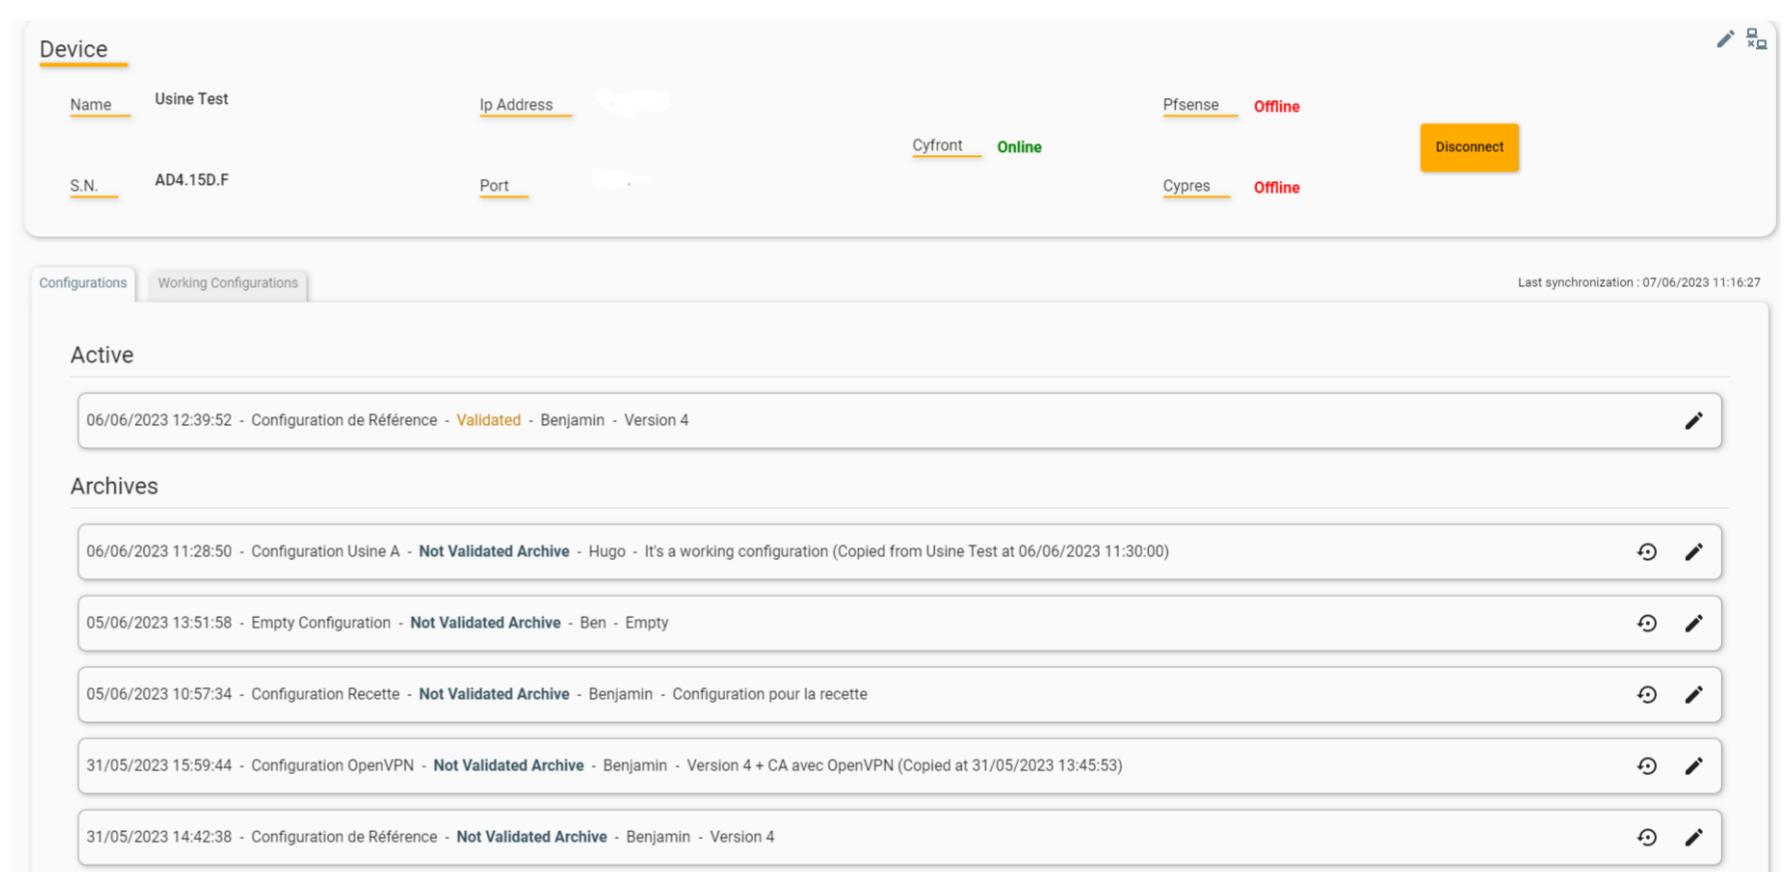 Device
Name Usine Test Ip Address Pfsense Offline
Cyfront Online Disconnect
S.N. AD4.15D.F Port Cypres Offline
Configurations Working Configurations Last synchronization : 07/06/2023 11:16:27
Active
06/06/2023 12:39:52 - Configuration de Référence - Validated - Benjamin - Version 4
Archives
06/06/2023 11:28:50 - Configuration Usine A - Not Validated Archive - Hugo - It's a working configuration (Copied from Usine Test at 06/06/2023 11:30:00)
05/06/2023 13:51:58 - Empty Configuration - Not Validated Archive - Ben - Empty
05/06/2023 10:57:34 - Configuration Recette - Not Validated Archive - Benjamin - Configuration pour la recette
31/05/2023 15:59:44 - Configuration OpenVPN - Not Validated Archive - Benjamin - Version 4 + CA avec OpenVPN (Copied at 31/05/2023 13:45:53)
31/05/2023 14:42:38 - Configuration de Référence - Not Validated Archive - Benjamin - Version 4